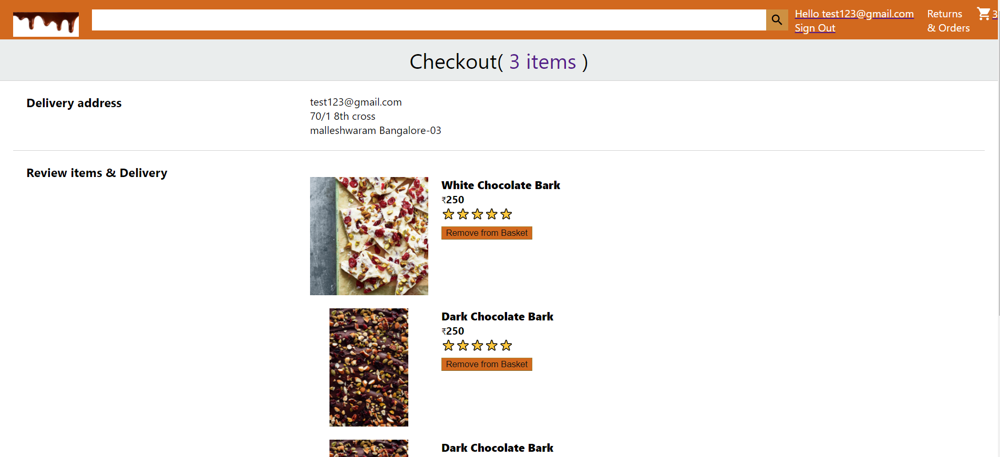 Hello test123@gmail.com
Sign Out
Returns
& Orders
3
Checkout( 3 items )
Delivery address
test123@gmail.com
70/1 8th cross
malleshwaram Bangalore-03
Review items & Delivery
White Chocolate Bark
₹250
Remove from Basket
Dark Chocolate Bark
₹250
Remove from Basket
Dark Chocolate Bark